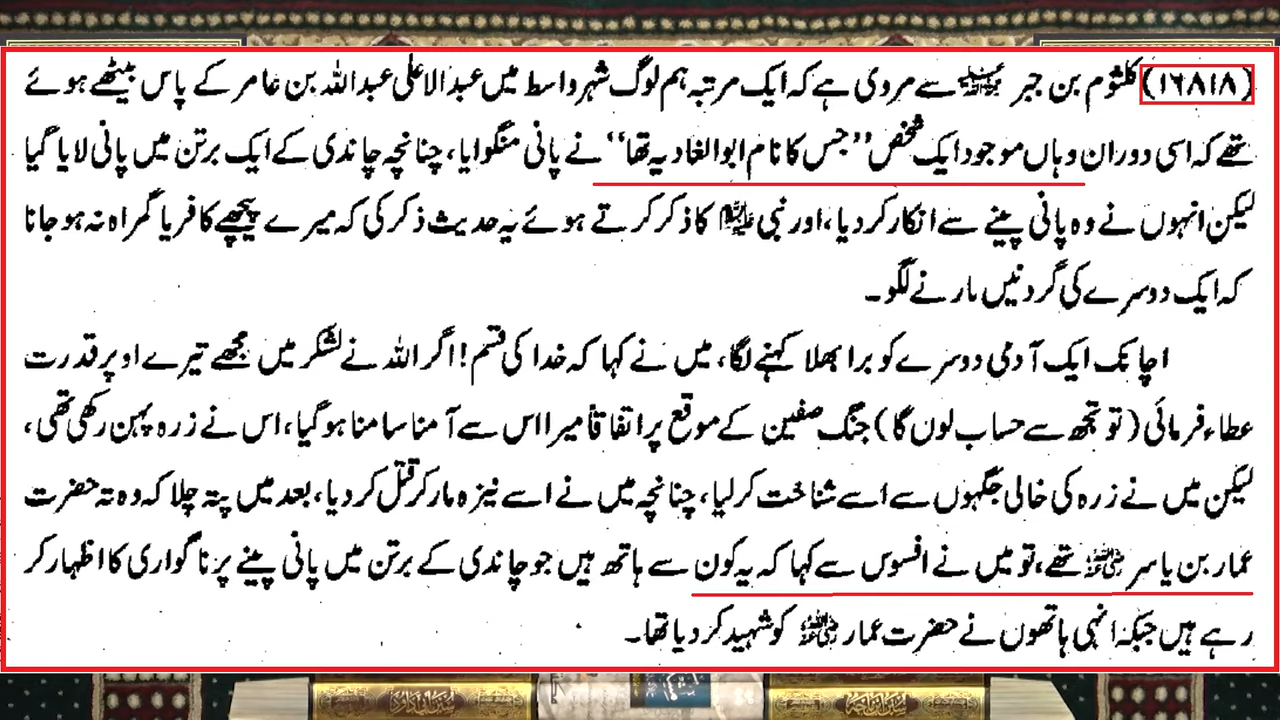 (١٦٨١٨) کلثوم بن جبر رحمۃ اللہ علیہ سے مروی ہے کہ ایک مرتبہ ہم لوگ شہر واسط میں عبدالاعلیٰ عبداللہ بن عامر کے پاس بیٹھے ہوئے
تھے کہ اسی دوران وہاں موجود ایک شخص ”جس کا نام ابوالغادیہ تھا“ نے پانی منگوایا، چنانچہ چاندی کے ایک برتن میں پانی لایا گیا
لیکن انہوں نے وہ پانی پینے سے انکار کر دیا، اور نبی علیہ السلام کا ذکر کرتے ہوئے یہ حدیث ذکر کی کہ میرے پیچھے کافر یا گمراہ نہ ہو جانا
کہ ایک دوسرے کی گردنیں مارنے لگو۔
اچانک ایک آدمی دوسرے کو برا بھلا کہنے لگا، میں نے کہا کہ خدا کی قسم! اگر اللہ نے لشکر میں مجھے تیرے اوپر قدرت
عطاء فرمائی (تو تجھ سے حساب لوں گا) جنگ صفین کے موقع پر اتفاقاً میرا اس سے آمنا سامنا ہو گیا، اس نے زرہ پہن رکھی تھی،
لیکن میں نے زرہ کی خالی جگہوں سے اسے شناخت کر لیا، چنانچہ میں نے اسے نیزہ مار کر قتل کر دیا، بعد میں پتہ چلا کہ وہ تہ حضرت
عمار بن یاسر رضی اللہ عنہ تھے، تو میں نے افسوس سے کہا کہ یہ کون سے ہاتھ ہیں جو چاندی کے برتن میں پانی پینے پر ناگواری کا اظہار کر
رہے ہیں جبکہ انہی ہاتھوں نے حضرت عمار رضی اللہ عنہ کو شہید کر دیا تھا۔
سنن ابی داود
سنن ابن ماجہ